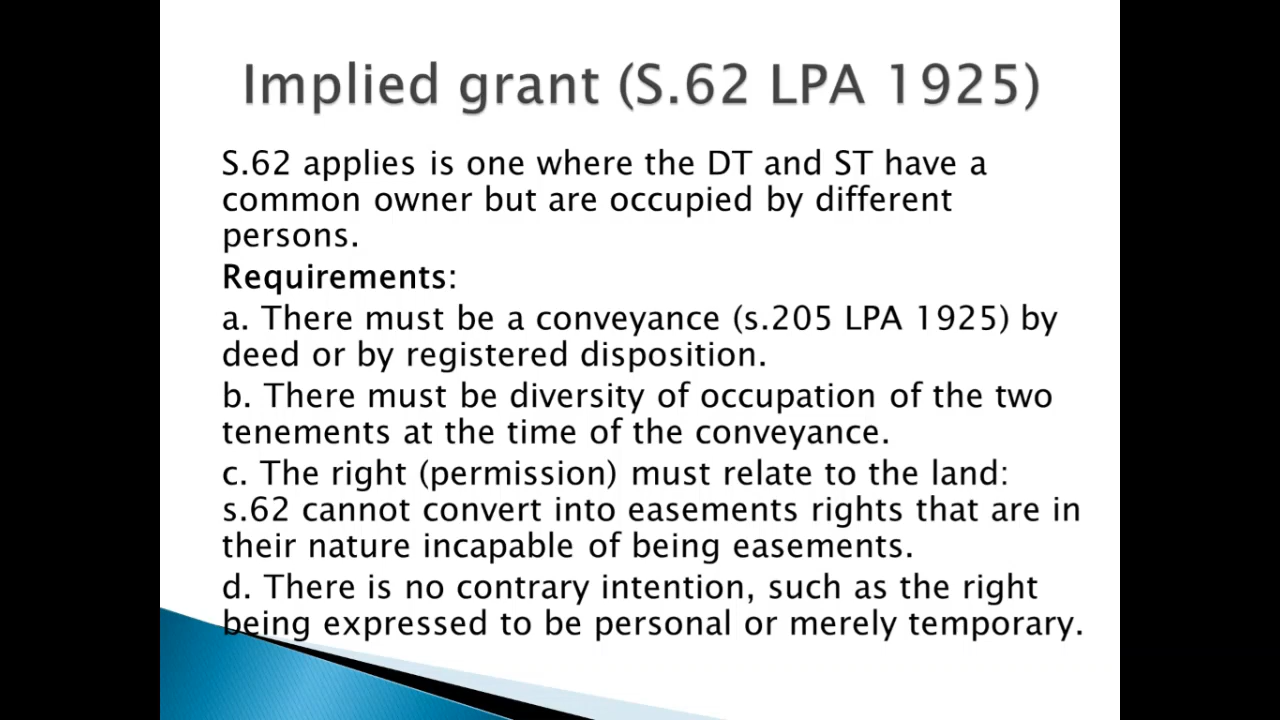 Implied grant (S.62 LPA 1925)
S.62 applies is one where the DT and ST have a
common owner but are occupied by different
persons.
Requirements:
a. There must be a conveyance (s.205 LPA 1925) by
deed or by registered disposition.
b. There must be diversity of occupation of the two
tenements at the time of the conveyance.
c. The right (permission) must relate to the land:
s.62 cannot convert into easements rights that are in
their nature incapable of being easements.
d. There is no contrary intention, such as the right
being expressed to be personal or merely temporary.